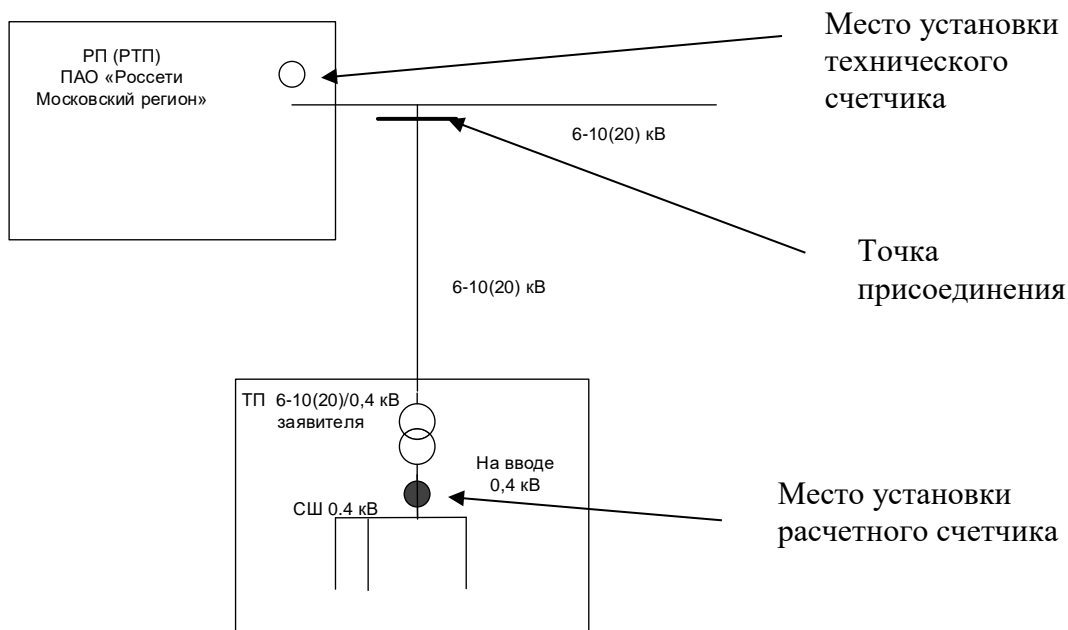 РП (РТП)
ПАО «Россети
Московский регион»
Место установки
технического
счетчика
6-10(20) кВ
Точка
присоединения
6-10(20) кВ
ТП 6-10(20)/0,4 кВ
заявителя
На вводе
0,4 кВ
СШ 0.4 кВ
Место установки
расчетного счетчика